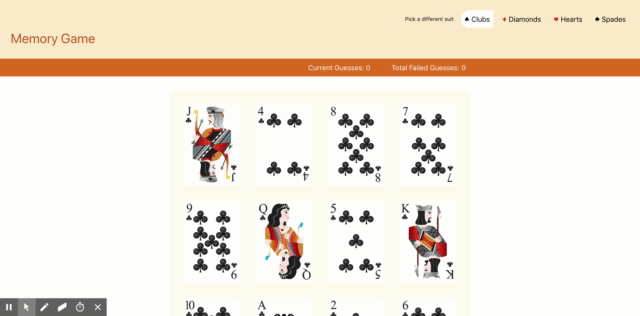 Pick a different suit ♣ Clubs ♦ Diamonds ♥ Hearts ♠ Spades
Memory Game
Current Guesses: 0 Total Failed Guesses: 0
J 4 8 7
J 4 8 7
9 Q 5 K
9 Q 5 K
10 A 2 6